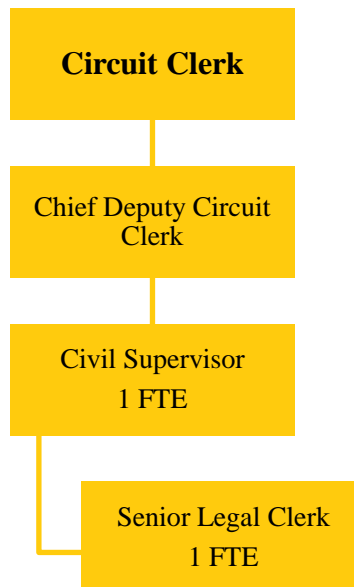 Circuit Clerk
Chief Deputy Circuit
Clerk
Civil Supervisor
1 FTE
Senior Legal Clerk
1 FTE